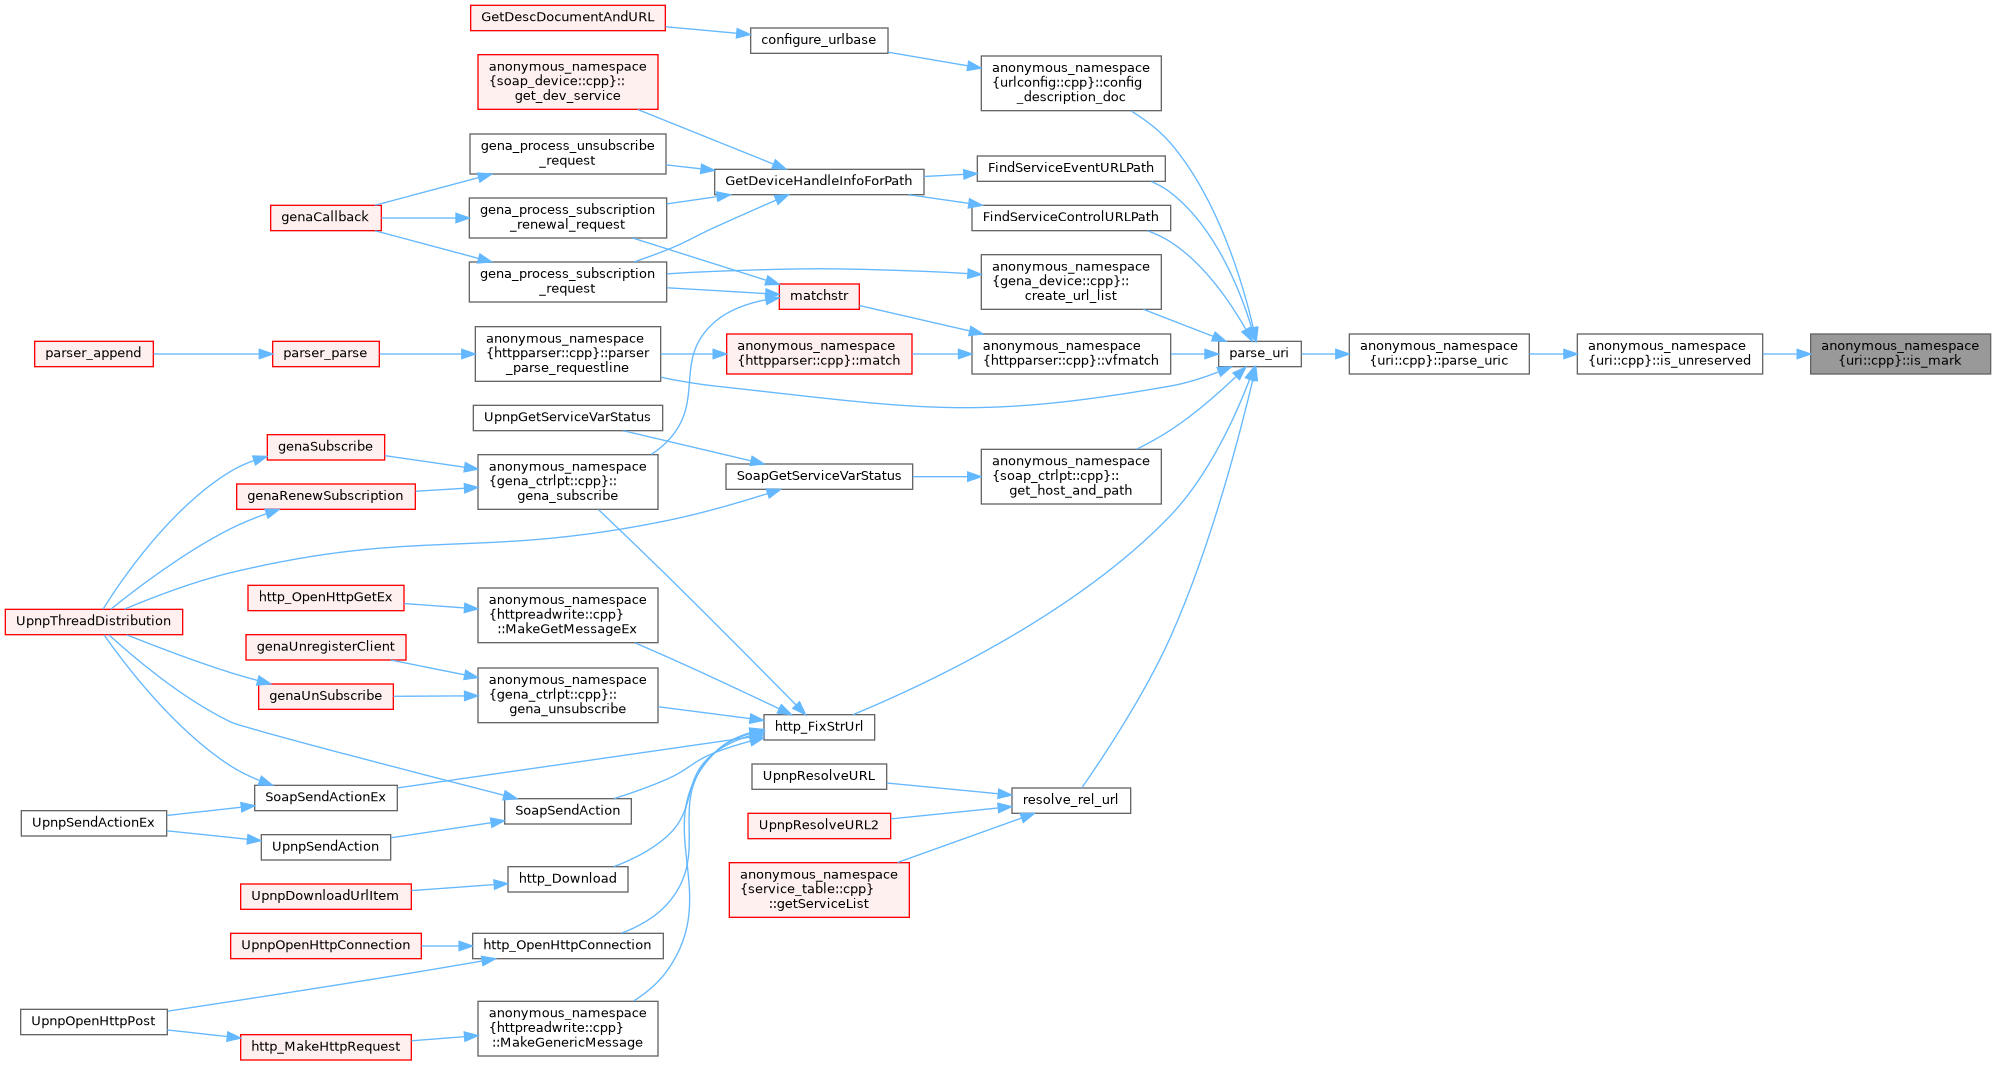 GetDescDocumentAndURL
configure_urlbase
anonymous_namespace
{urlconfig::cpp}::config
_description_doc
anonymous_namespace
{soap_device::cpp}::
get_dev_service
gena_process_unsubscribe
_request
GetDeviceHandleInfoForPath
FindServiceEventURLPath
genaCallback
gena_process_subscription
_renewal_request
FindServiceControlURLPath
gena_process_subscription
_request
anonymous_namespace
{gena_device::cpp}::
create_url_list
matchstr
parser_append
parser_parse
anonymous_namespace
{httpparser::cpp}::parser
_parse_requestline
anonymous_namespace
{httpparser::cpp}::match
anonymous_namespace
{httpparser::cpp}::vfmatch
parse_uri
anonymous_namespace
{uri::cpp}::parse_uric
anonymous_namespace
{uri::cpp}::is_unreserved
anonymous_namespace
{uri::cpp}::is_mark
UpnpGetServiceVarStatus
genaSubscribe
anonymous_namespace
{gena_ctrlpt::cpp}::
gena_subscribe
SoapGetServiceVarStatus
anonymous_namespace
{soap_ctrlpt::cpp}::
get_host_and_path
genaRenewSubscription
UpnpThreadDistribution
http_OpenHttpGetEx
anonymous_namespace
{httpreadwrite::cpp}
::MakeGetMessageEx
genaUnregisterClient
genaUnSubscribe
anonymous_namespace
{gena_ctrlpt::cpp}::
gena_unsubscribe
http_FixStrUrl
UpnpResolveURL
SoapSendActionEx
SoapSendAction
resolve_rel_url
UpnpSendActionEx
UpnpSendAction
UpnpResolveURL2
http_Download
UpnpDownloadUrlItem
anonymous_namespace
{service_table::cpp}
::getServiceList
UpnpOpenHttpConnection
http_OpenHttpConnection
UpnpOpenHttpPost
http_MakeHttpRequest
anonymous_namespace
{httpreadwrite::cpp}
::MakeGenericMessage